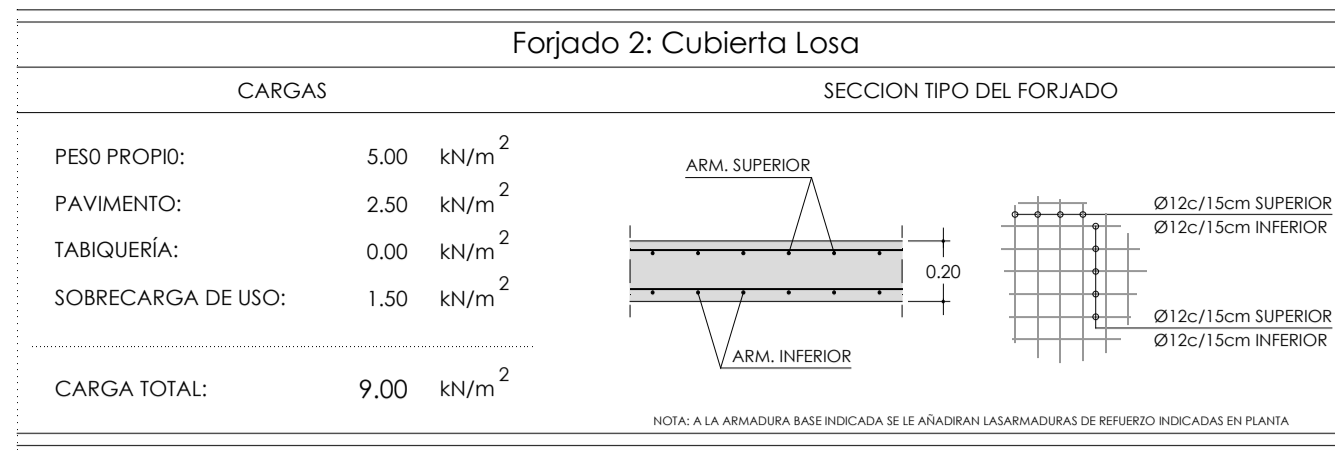 Forjado 2: Cubierta Losa
CARGAS
SECCION TIPO DEL FORJADO
PES0 PROPI0: 5.00 kN/m²
PAVIMENTO: 2.50 kN/m²
TABIQUERÍA: 0.00 kN/m²
SOBRECARGA DE USO: 1.50 kN/m²
CARGA TOTAL: 9.00 kN/m²
ARM. SUPERIOR
0.20
ARM. INFERIOR
Ø12c/15cm SUPERIOR
Ø12c/15cm INFERIOR
Ø12c/15cm SUPERIOR
Ø12c/15cm INFERIOR
NOTA: A LA ARMADURA BASE INDICADA SE LE AÑADIRAN LASARMADURAS DE REFUERZO INDICADAS EN PLANTA